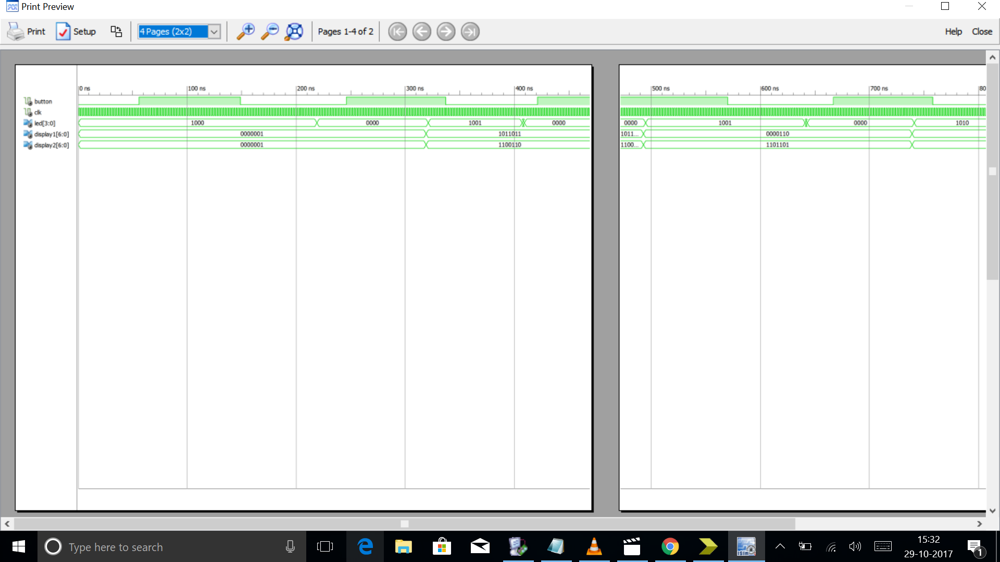 Print Preview
Print Setup 4 Pages (2x2) Pages 1-4 of 2 Help Close
0 ns 100 ns 200 ns 300 ns 400 ns 500 ns 600 ns 700 ns 80
button
clk
led[3:0] 1000 0000 1001 0000 0000 1001 0000 1010
display1[6:0] 0000001 1011011 1011... 0000110
display2[6:0] 0000001 1100110 1100... 1101101
Type here to search
ISim
15:32
29-10-2017
1